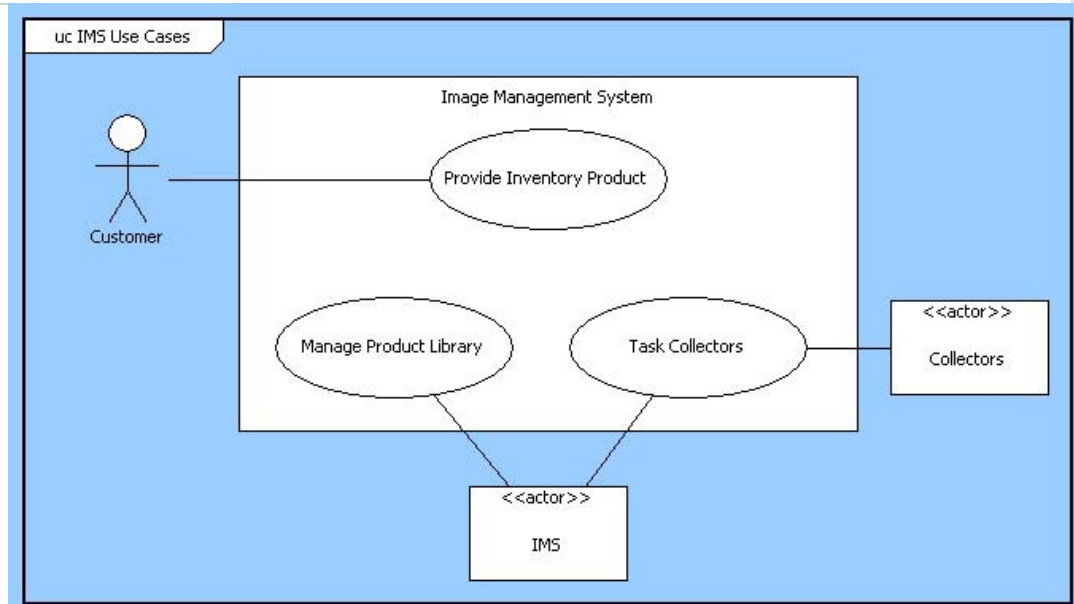 uc IMS Use Cases
Image Management System
Provide Inventory Product
Customer
Manage Product Library
Task Collectors
<<actor>>
Collectors
<<actor>>
IMS